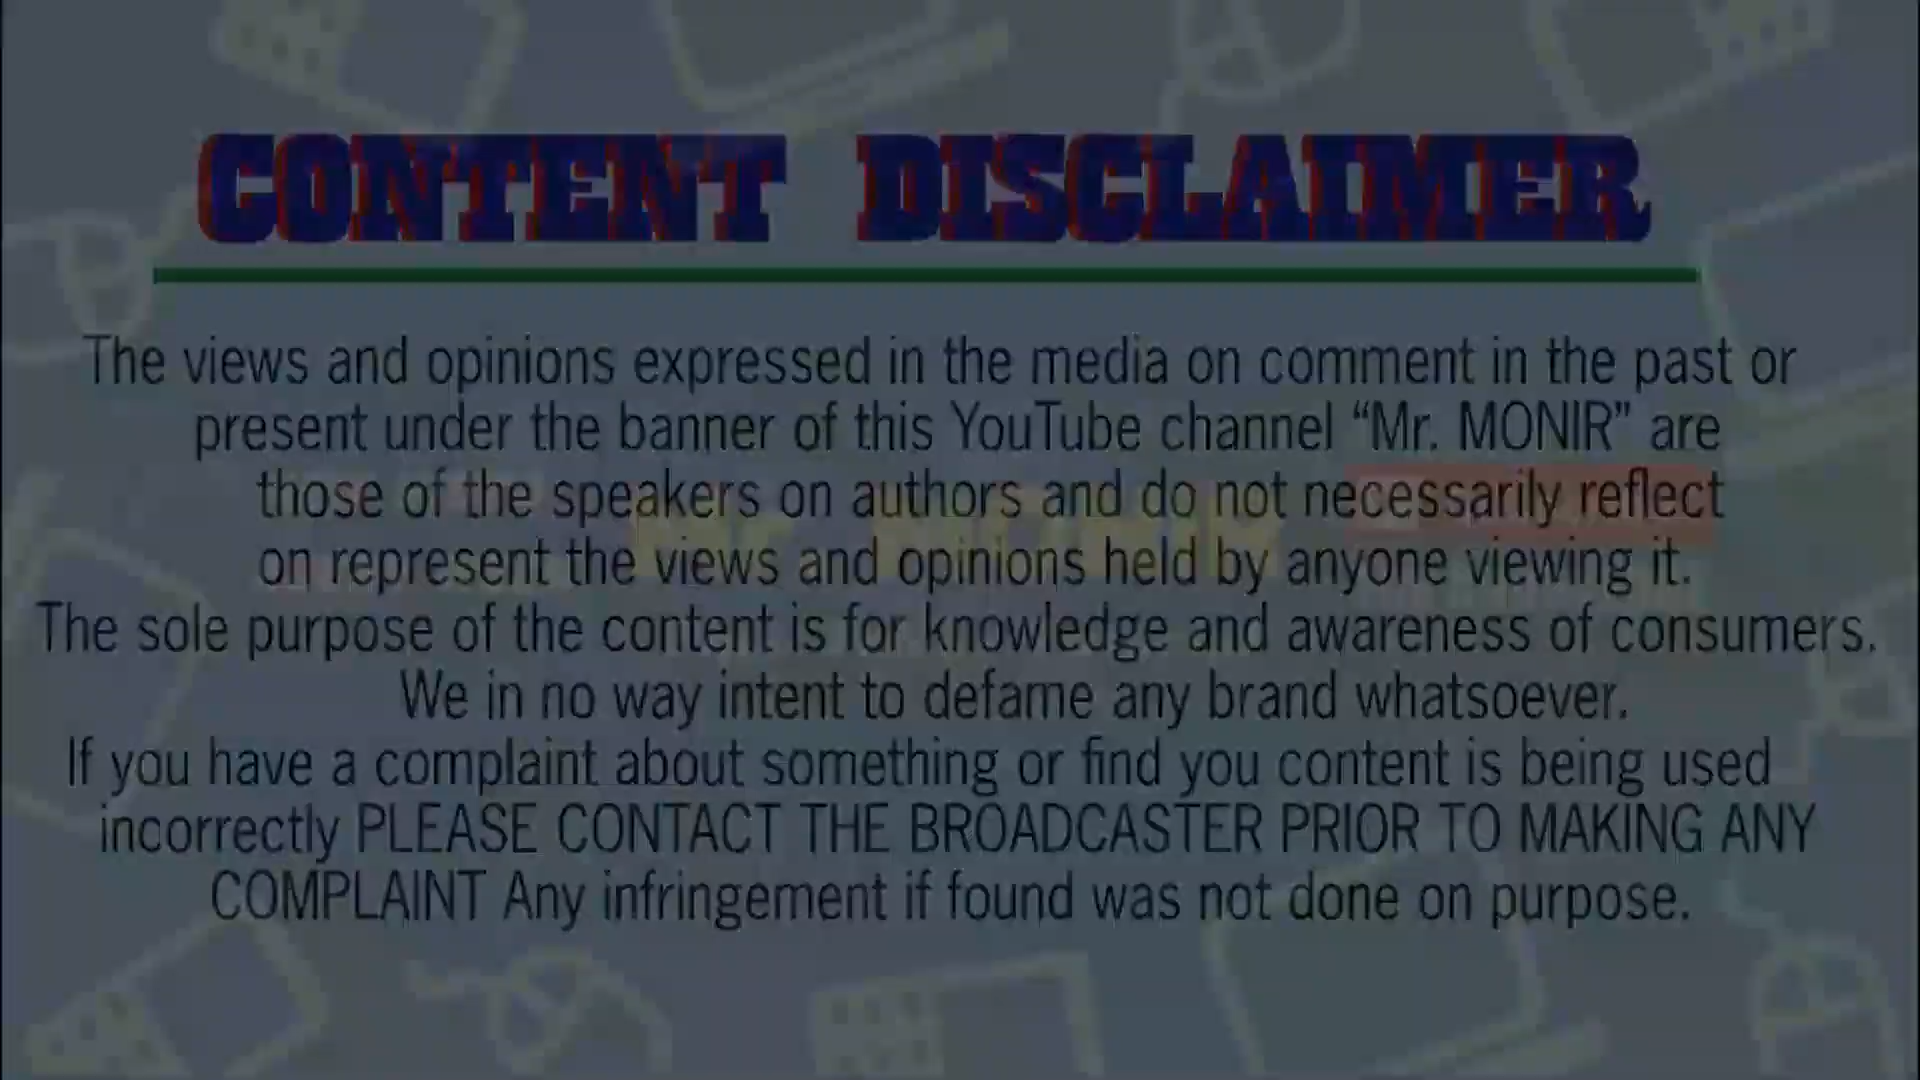 CONTENT DISCLAIMER
The views and opinions expressed in the media on comment in the past or
present under the banner of this YouTube channel “Mr. MONIR” are
those of the speakers on authors and do not necessarily reflect
on represent the views and opinions held by anyone viewing it.
The sole purpose of the content is for knowledge and awareness of consumers.
We in no way intent to defame any brand whatsoever.
If you have a complaint about something or find you content is being used
incorrectly PLEASE CONTACT THE BROADCASTER PRIOR TO MAKING ANY
COMPLAINT Any infringement if found was not done on purpose.